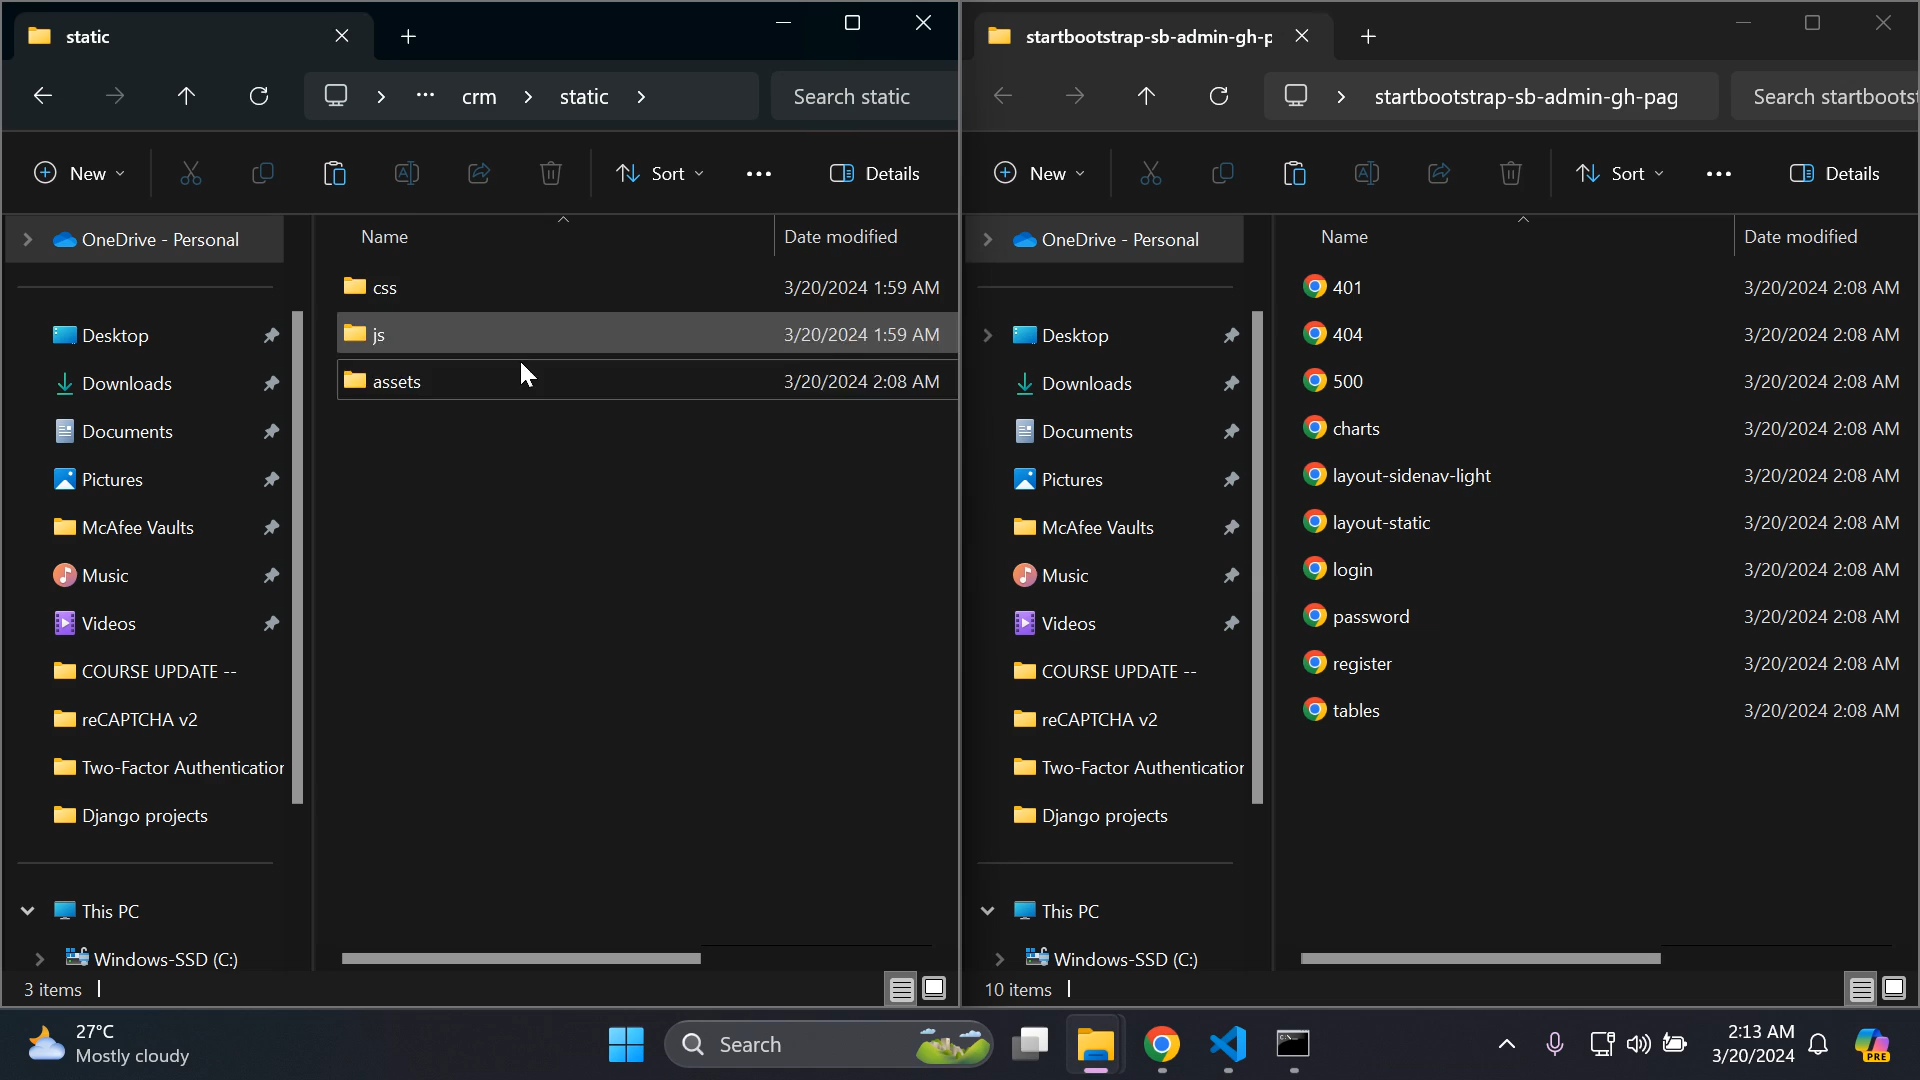 static
crm
static
Search static
New
Sort
Details
OneDrive - Personal
Desktop
Downloads
Documents
Pictures
McAfee Vaults
Music
Videos
COURSE UPDATE --
reCAPTCHA v2
Two-Factor Authentication
Django projects
This PC
Windows-SSD (C:)
Name
Date modified
css
3/20/2024 1:59 AM
js
3/20/2024 1:59 AM
assets
3/20/2024 2:08 AM
3 items
startbootstrap-sb-admin-gh-p
startbootstrap-sb-admin-gh-pag
Search startbootst
New
Sort
Details
OneDrive - Personal
Desktop
Downloads
Documents
Pictures
McAfee Vaults
Music
Videos
COURSE UPDATE --
reCAPTCHA v2
Two-Factor Authentication
Django projects
This PC
Windows-SSD (C:)
Name
Date modified
401
3/20/2024 2:08 AM
404
3/20/2024 2:08 AM
500
3/20/2024 2:08 AM
charts
3/20/2024 2:08 AM
layout-sidenav-light
3/20/2024 2:08 AM
layout-static
3/20/2024 2:08 AM
login
3/20/2024 2:08 AM
password
3/20/2024 2:08 AM
register
3/20/2024 2:08 AM
tables
3/20/2024 2:08 AM
10 items
27°C
Mostly cloudy
Search
2:13 AM
3/20/2024
PRE